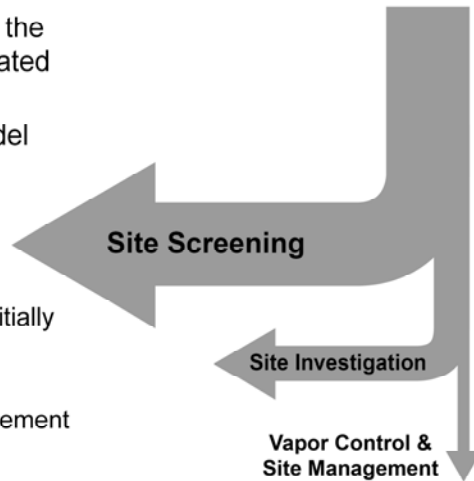 the
ated
del
Site Screening
itially
Site Investigation
ement
Vapor Control &
Site Management